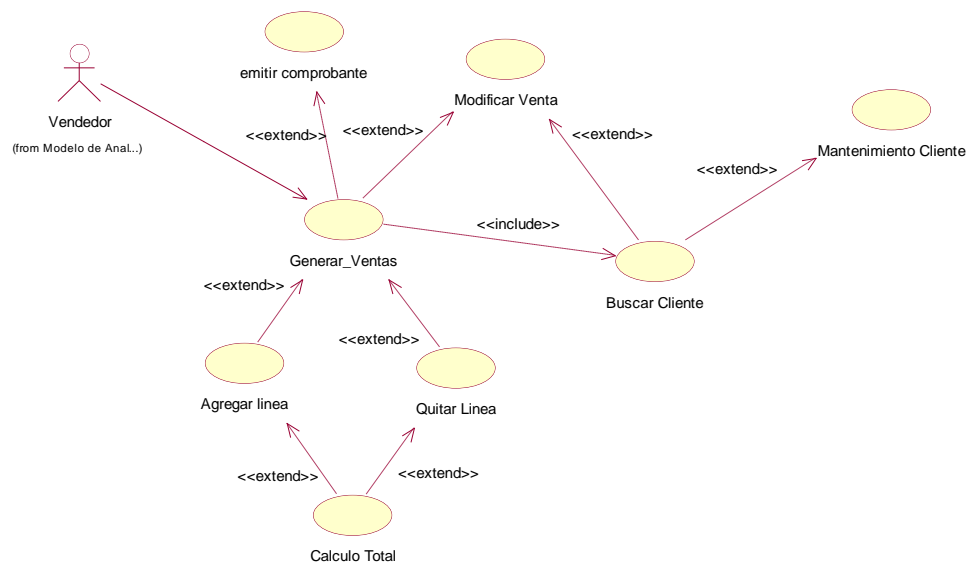 emitir comprobante
Modificar Venta
Vendedor
(from Modelo de Anal...)
Mantenimiento Cliente
<<extend>>
<<extend>>
<<extend>>
<<extend>>
<<include>>
Generar_Ventas
Buscar Cliente
<<extend>>
<<extend>>
Agregar linea
Quitar Linea
<<extend>>
<<extend>>
Calculo Total